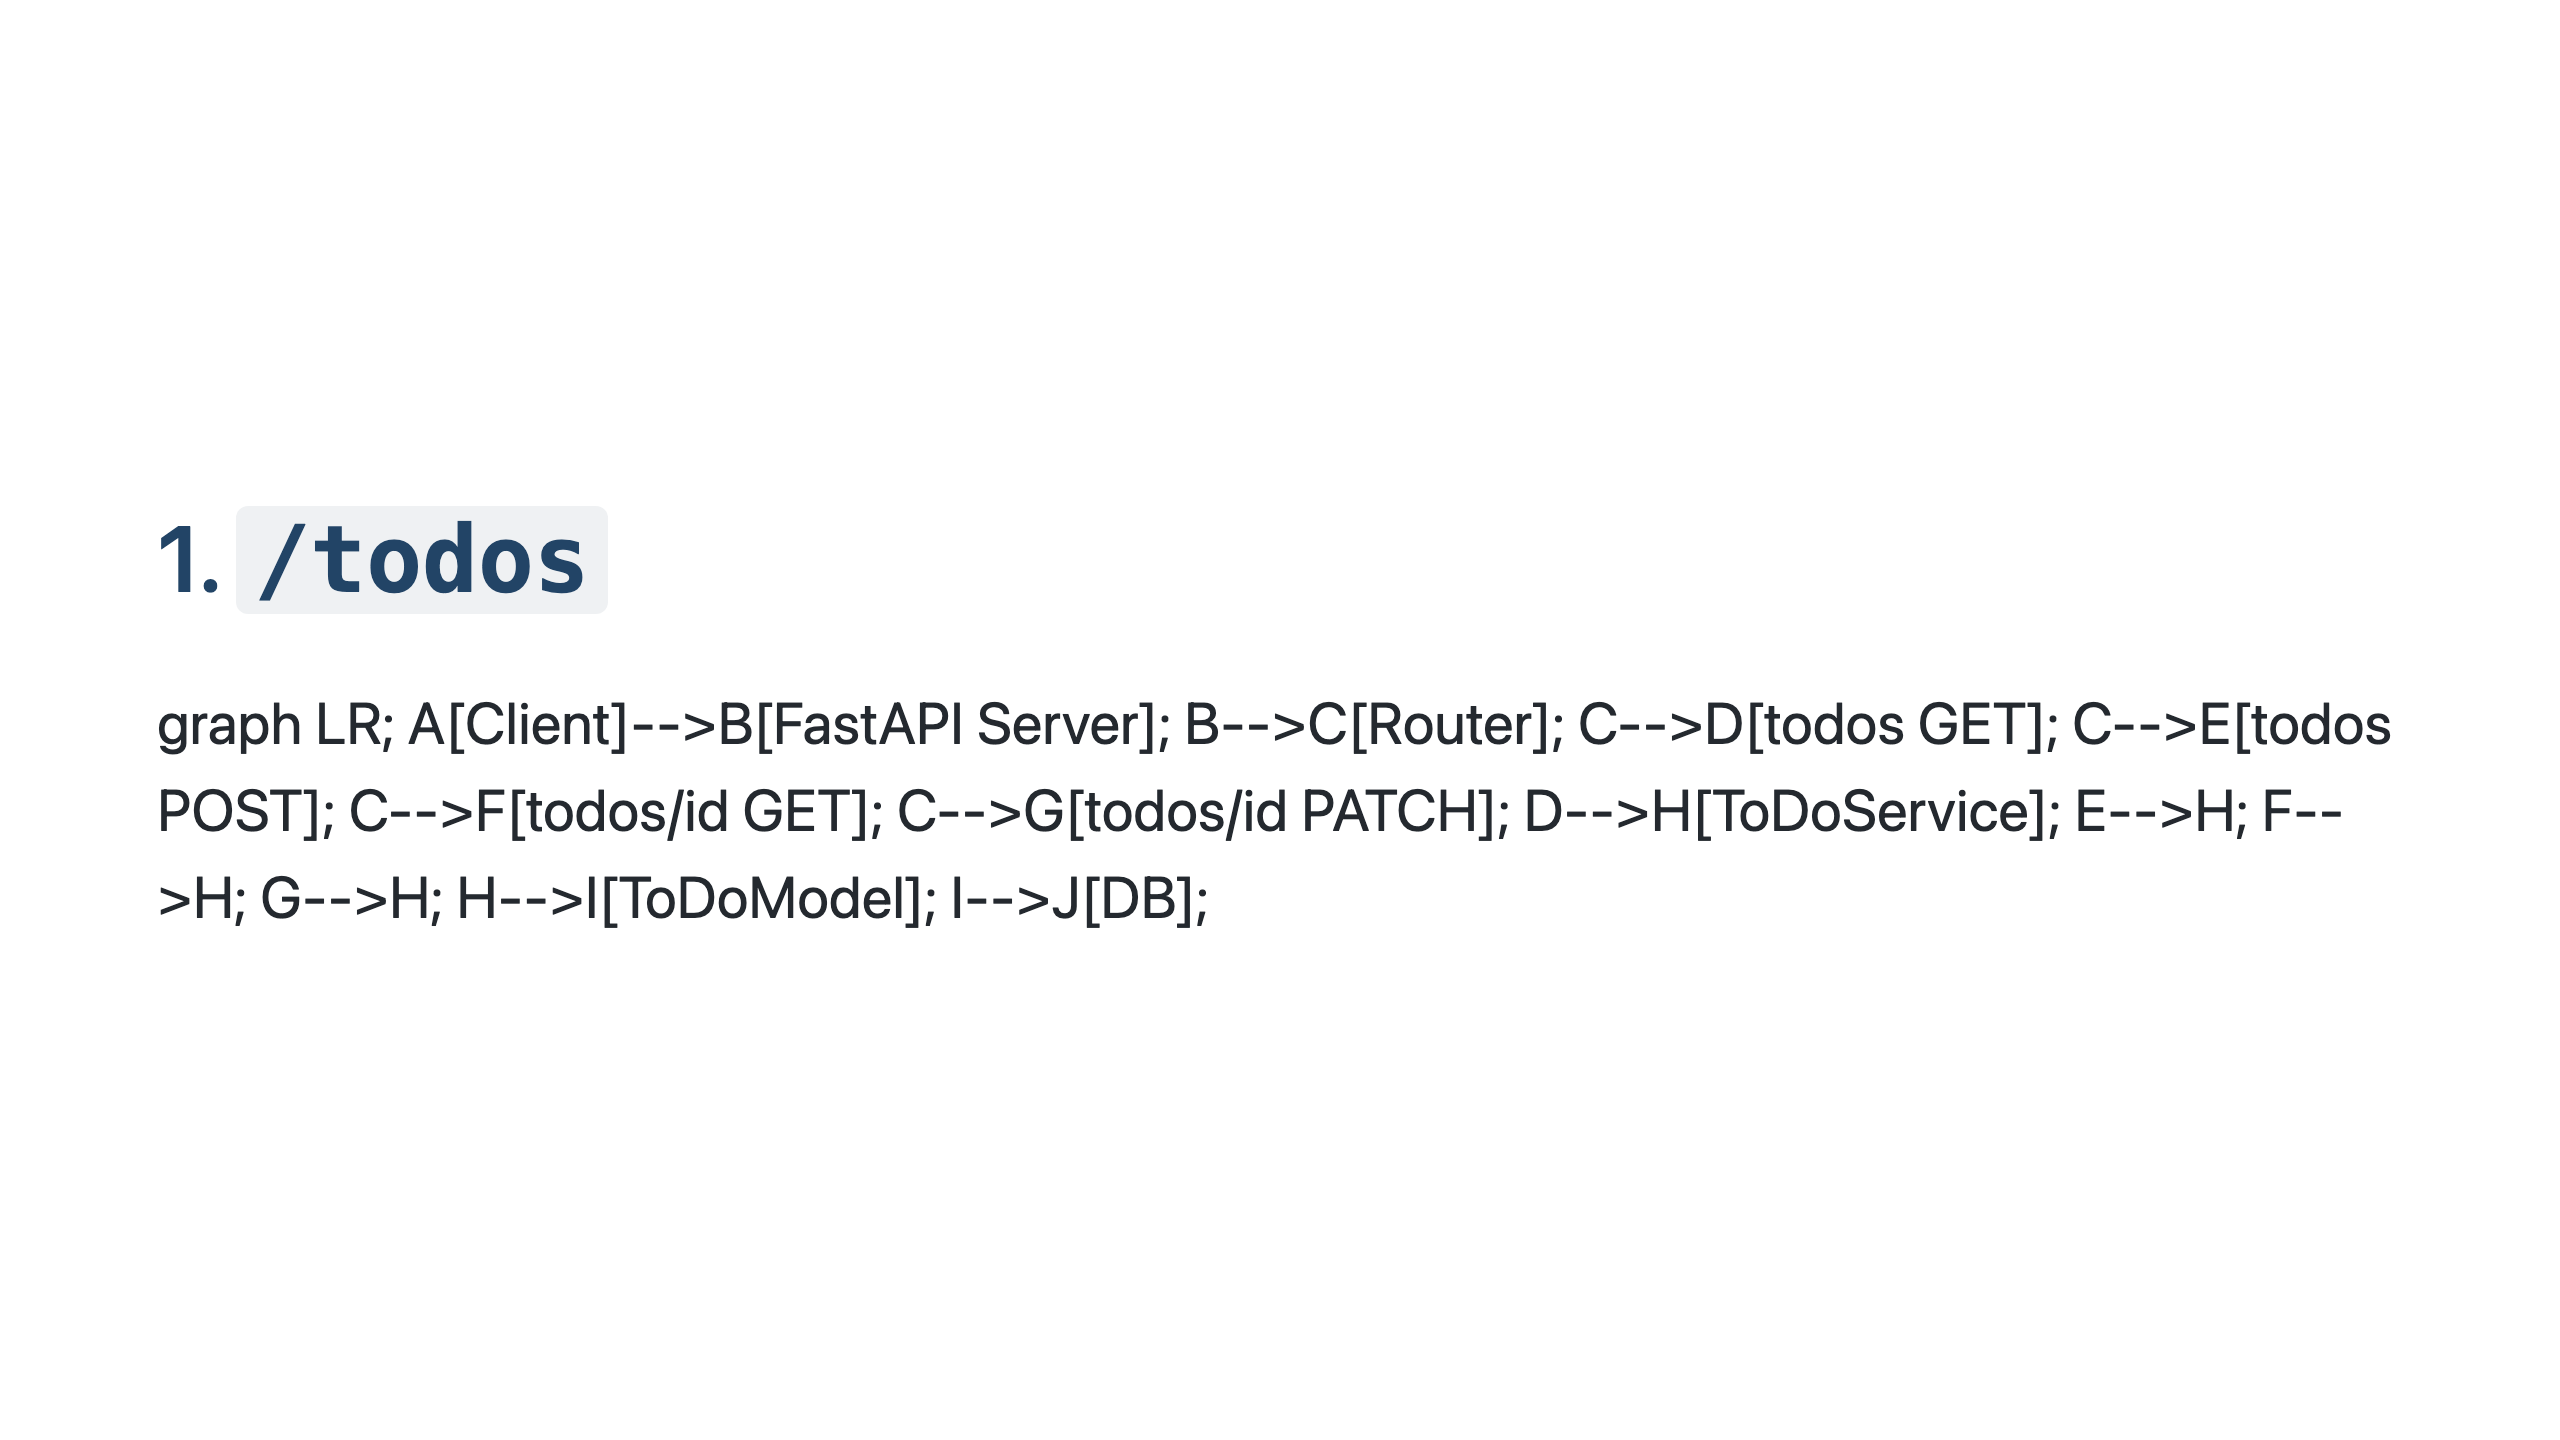 1. /todos
graph LR; A[Client]-->B[FastAPI Server]; B-->C[Router]; C-->D[todos GET]; C-->E[todos
POST]; C-->F[todos/id GET]; C-->G[todos/id PATCH]; D-->H[ToDoService]; E-->H; F--
>H; G-->H; H-->I[ToDoModel]; I-->J[DB];